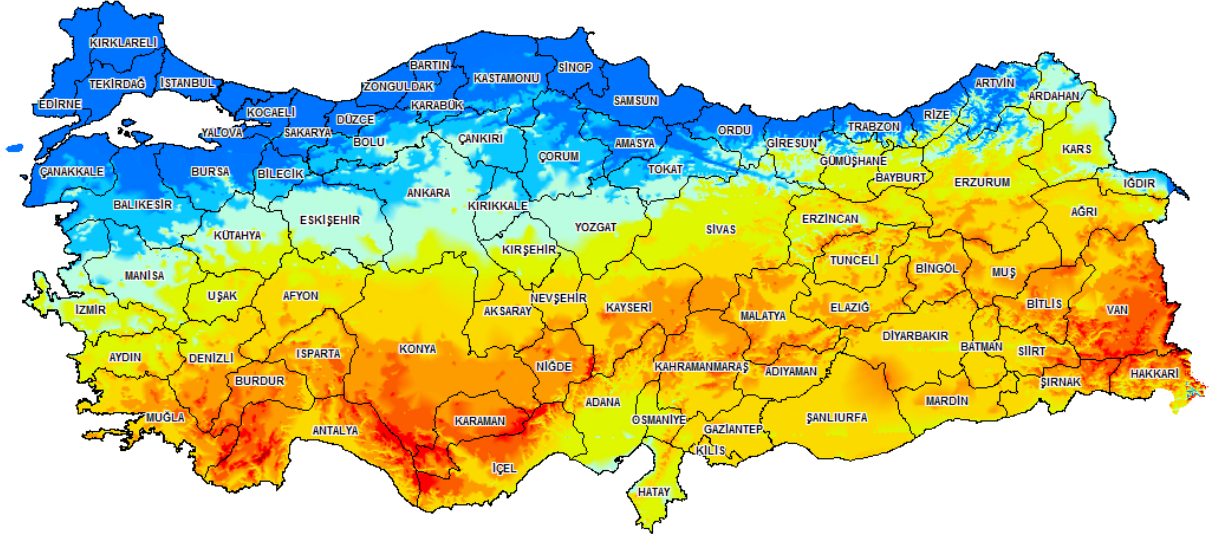 KIRKLARELİ
TEKİRDAĞ
İSTANBUL
EDİRNE
KOCAELİ
YALOVA
SAKARYA
DÜZCE
ZONGULDAK
BARTIN
KARABÜK
KASTAMONU
SİNOP
SAMSUN
BOLU
ÇANKIRI
ÇORUM
AMASYA
TOKAT
ORDU
GİRESUN
TRABZON
RİZE
ARTVİN
ARDAHAN
KARS
IĞDIR
GÜMÜŞHANE
BAYBURT
ERZURUM
AĞRI
ÇANAKKALE
BURSA
BİLECİK
BALIKESİR
ESKİŞEHİR
ANKARA
KIRIKKALE
KÜTAHYA
KIRŞEHİR
YOZGAT
SİVAS
ERZİNCAN
TUNCELİ
BİNGÖL
MUŞ
BİTLİS
VAN
MANİSA
İZMİR
UŞAK
AFYON
AKSARAY
NEVŞEHİR
KAYSERİ
MALATYA
ELAZIĞ
DİYARBAKIR
BATMAN
SİİRT
ŞIRNAK
HAKKARİ
AYDIN
DENİZLİ
ISPARTA
BURDUR
KONYA
NİĞDE
KAHRAMANMARAŞ
ADIYAMAN
MARDİN
ŞANLIURFA
MUĞLA
ANTALYA
KARAMAN
İÇEL
ADANA
OSMANİYE
GAZİANTEP
KİLİS
HATAY